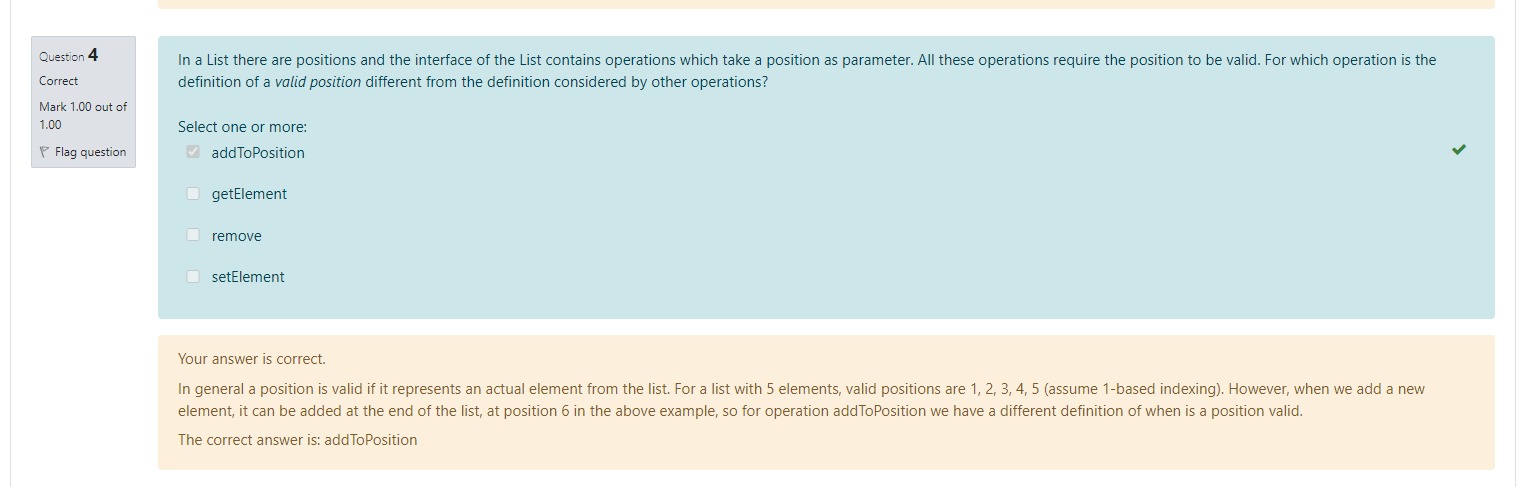 Question 4
Correct
Mark 1.00 out of
1.00
Flag question
In a List there are positions and the interface of the List contains operations which take a position as parameter. All these operations require the position to be valid. For which operation is the
definition of a valid position different from the definition considered by other operations?
Select one or more:
addToPosition
getElement
remove
setElement
Your answer is correct.
In general a position is valid if it represents an actual element from the list. For a list with 5 elements, valid positions are 1, 2, 3, 4, 5 (assume 1-based indexing). However, when we add a new
element, it can be added at the end of the list, at position 6 in the above example, so for operation addToPosition we have a different definition of when is a position valid.
The correct answer is: addToPosition